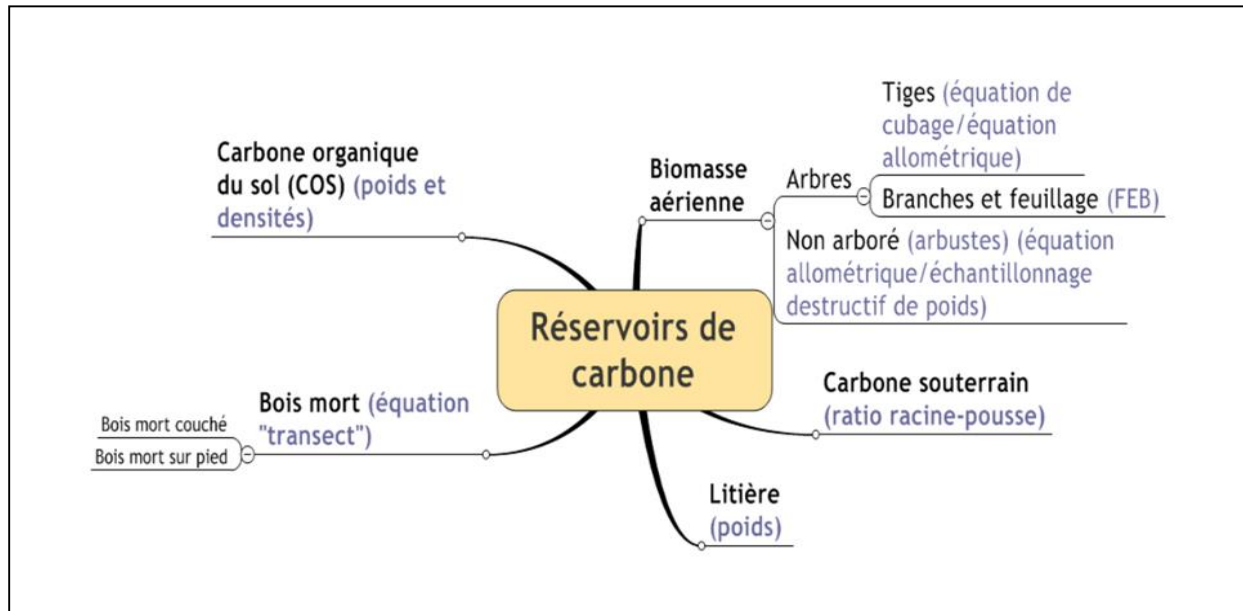 Carbone organique
du sol (COS) (poids et
densités)
Biomasse
aérienne
Arbres
Tiges (équation de
cubage/équation
allométrique)
Branches et feuillage (FEB)
Non arboré (arbustes) (équation
allométrique/échantillonnage
destructif de poids)
Réservoirs de
carbone
Carbone souterrain
(ratio racine-pousse)
Bois mort (équation
"transect")
Bois mort couché
Bois mort sur pied
Litière
(poids)